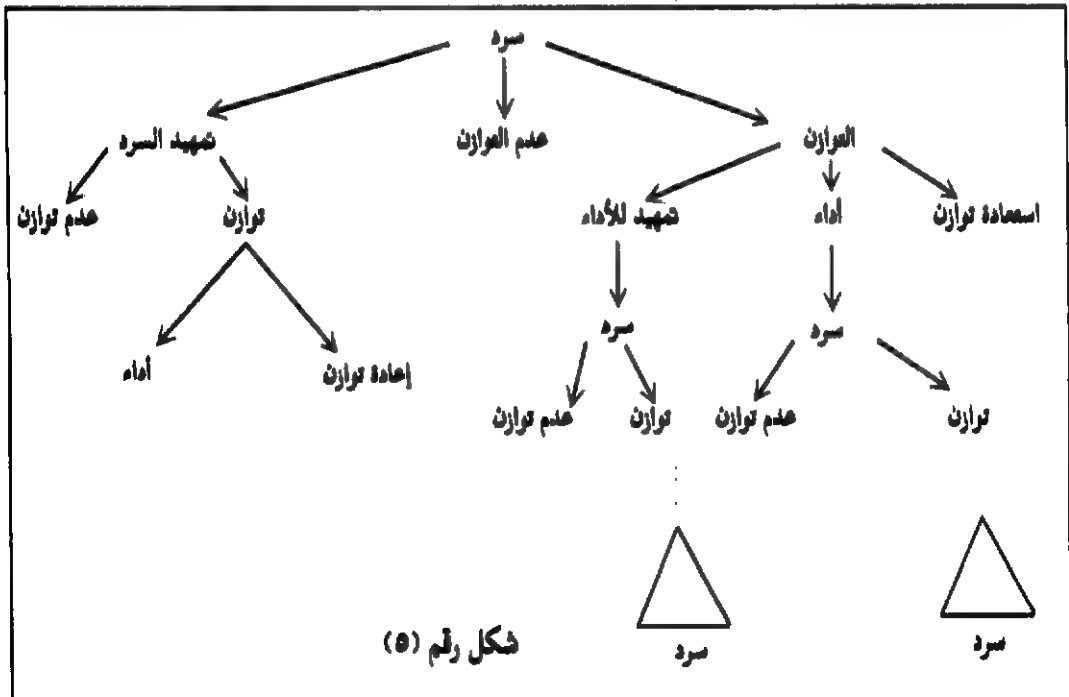 سرد
التوازن
عدم التوازن
تمهيد السرد
استعادة توازن
أداء
تمهيد للأداء
توازن
عدم توازن
سرد
سرد
إعادة توازن
أداء
توازن
عدم توازن
توازن
عدم توازن
سرد
سرد
شكل رقم (٥)